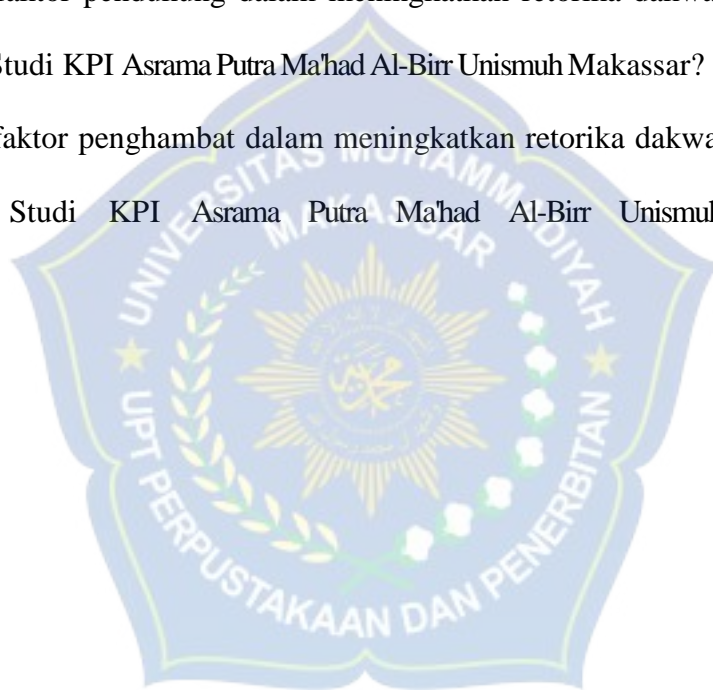 faktor pendukung dalam meningkatkan retorika dakwa
Studi KPI Asrama Putra Ma'had Al-Birr Unismuh Makassar?
faktor penghambat dalam meningkatkan retorika dakwa
Studi KPI Asrama Putra Ma'had Al-Birr Unismuh
UNIVERSITAS MUHAMMADIYAH
MAKASSAR
UPT PERPUSTAKAAN DAN PENERBITAN